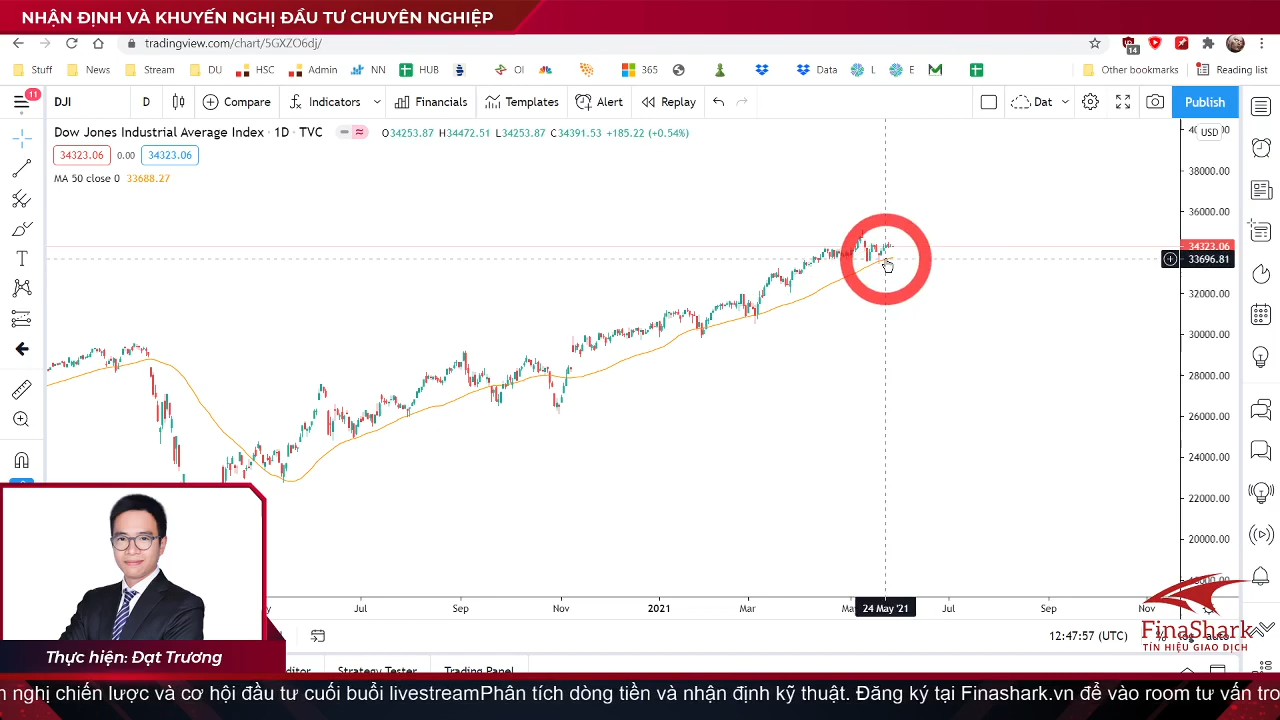 NHẬN ĐỊNH VÀ KHUYẾN NGHỊ ĐẦU TƯ CHUYÊN NGHIỆP
tradingview.com/chart/5GXZO6dj/
14
Stuff
News
Stream
DU
HSC
Admin
NN
HUB
OI
365
Data
L
E
Other bookmarks
Reading list
11
DJI
D
Compare
Indicators
Financials
Templates
Alert
Replay
Dat
Publish
Dow Jones Industrial Average Index · 1D · TVC
O34253.87 H34472.51 L34253.87 C34391.53 +185.22 (+0.54%)
34323.06
0.00
34323.06
MA 50 close 0 33688.27
USD
38000.00
36000.00
34323.06
33696.81
32000.00
30000.00
28000.00
26000.00
24000.00
22000.00
20000.00
Jul
Sep
Nov
2021
Mar
24 May '21
Jul
Sep
Nov
12:47:57 (UTC)
%
log
auto
Strategy Tester
Trading Panel
FinaShark
TÍN HIỆU GIAO DỊCH
Thực hiện: Đạt Trương
n nghị chiến lược và cơ hội đầu tư cuối buổi livestreamPhân tích dòng tiền và nhận định kỹ thuật. Đăng ký tại Finashark.vn để vào room tư vấn tro